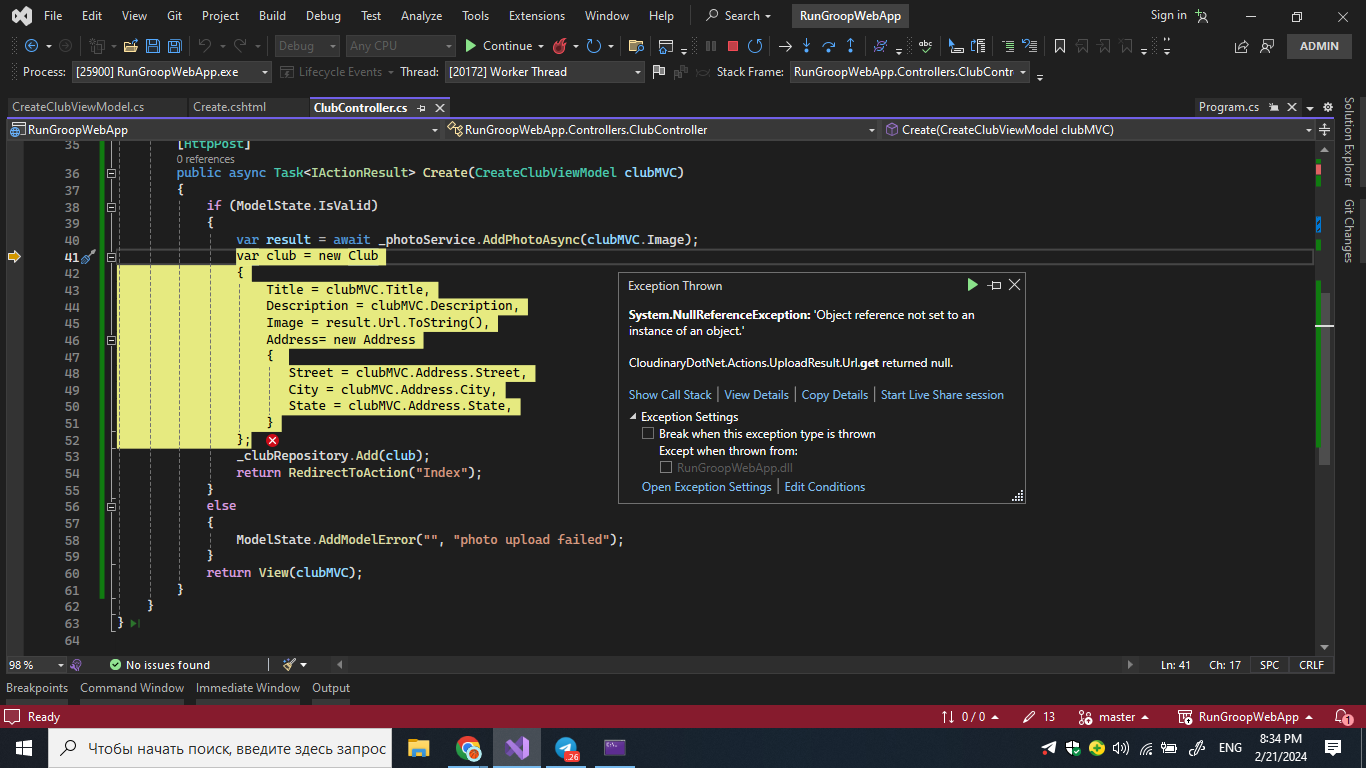 File Edit View Git Project Build Debug Test Analyze Tools Extensions Window Help Search RunGroopWebApp Sign in
Debug Any CPU Continue ADMIN
Process: [25900] RunGroopWebApp.exe Lifecycle Events Thread: [20172] Worker Thread Stack Frame: RunGroopWebApp.Controllers.ClubContr
CreateClubViewModel.cs Create.cshtml ClubController.cs Program.cs
RunGroopWebApp RunGroopWebApp.Controllers.ClubController Create(CreateClubViewModel clubMVC)
35 [HttpPost]
0 references
36 public async Task<IActionResult> Create(CreateClubViewModel clubMVC)
37 {
38 if (ModelState.IsValid)
39 {
40 var result = await _photoService.AddPhotoAsync(clubMVC.Image);
41 var club = new Club
42 {
43 Title = clubMVC.Title,
44 Description = clubMVC.Description,
45 Image = result.Url.ToString(),
46 Address= new Address
47 {
48 Street = clubMVC.Address.Street,
49 City = clubMVC.Address.City,
50 State = clubMVC.Address.State,
51 }
52 };
53 _clubRepository.Add(club);
54 return RedirectToAction("Index");
55 }
56 else
57 {
58 ModelState.AddModelError("", "photo upload failed");
59 }
60 return View(clubMVC);
61 }
62 }
63 }
64
Exception Thrown
System.NullReferenceException: 'Object reference not set to an
instance of an object.'
CloudinaryDotNet.Actions.UploadResult.Url.get returned null.
Show Call Stack | View Details | Copy Details | Start Live Share session
Exception Settings
Break when this exception type is thrown
Except when thrown from:
RunGroopWebApp.dll
Open Exception Settings | Edit Conditions
Solution Explorer
Git Changes
98 % No issues found Ln: 41 Ch: 17 SPC CRLF
Breakpoints Command Window Immediate Window Output
Ready 0 / 0 13 master RunGroopWebApp 1
Чтобы начать поиск, введите здесь запрос .26 ENG 8:34 PM
2/21/2024